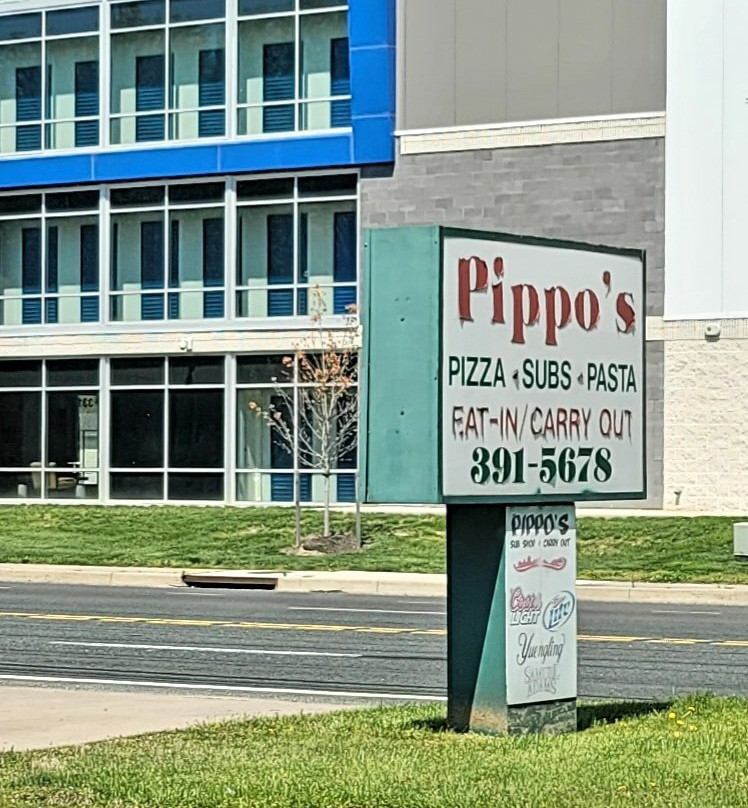 Pippo's
PIZZA · SUBS · PASTA
EAT-IN/CARRY OUT
391-5678
PIPPO'S
SUB SHOP & CARRY OUT
Coors
LIGHT
Lite
Yuengling
SAMUEL
ADAMS